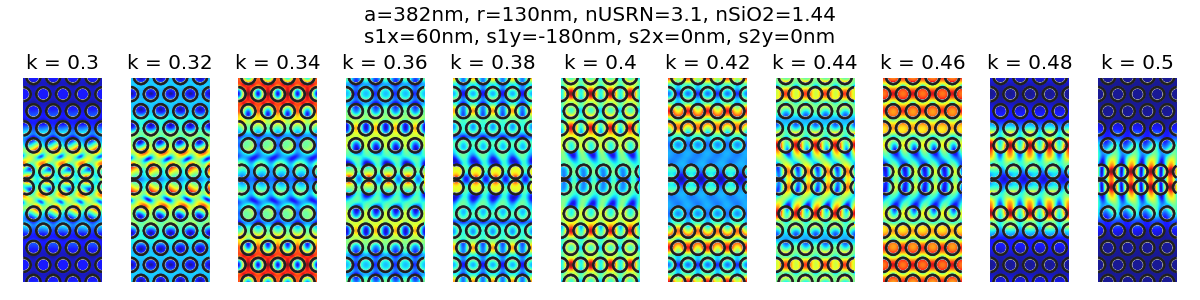 a=382nm, r=130nm, nUSRN=3.1, nSiO2=1.44
s1x=60nm, s1y=-180nm, s2x=0nm, s2y=0nm
k = 0.3 k = 0.32 k = 0.34 k = 0.36 k = 0.38 k = 0.4 k = 0.42 k = 0.44 k = 0.46 k = 0.48 k = 0.5